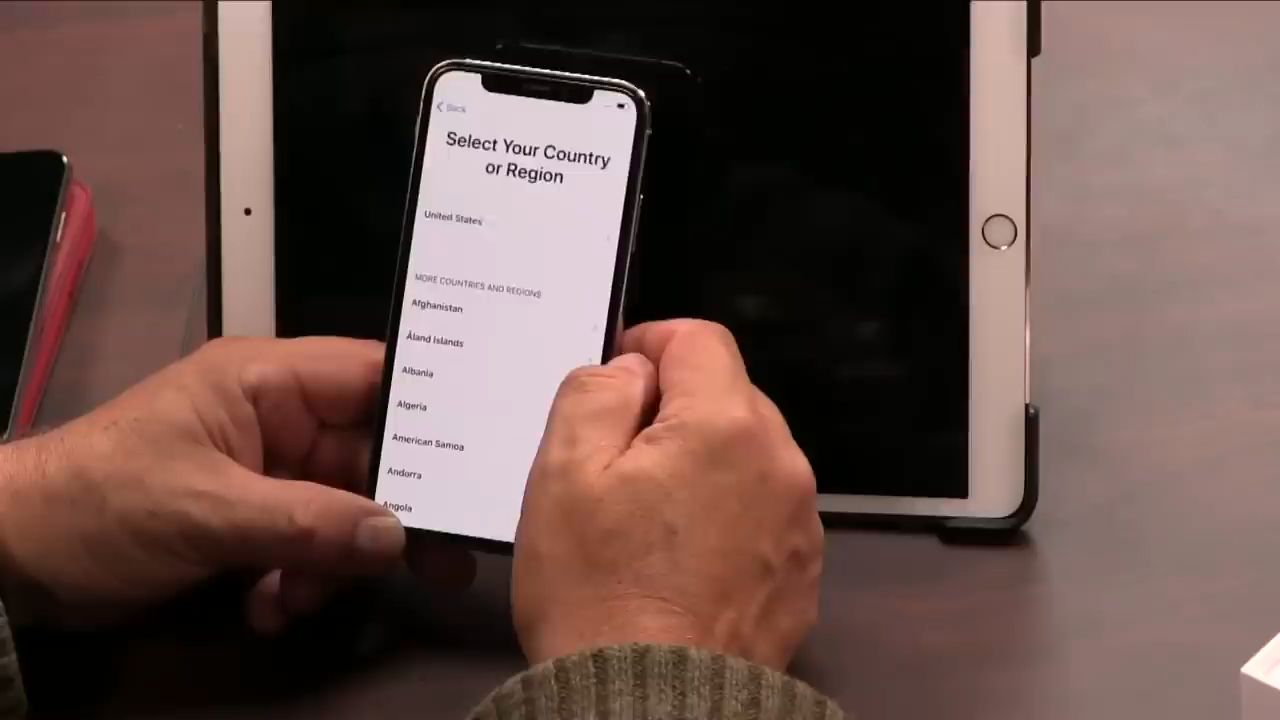 Back
Select Your Country
or Region
United States
MORE COUNTRIES AND REGIONS
Afghanistan
Åland Islands
Albania
Algeria
American Samoa
Andorra
Angola